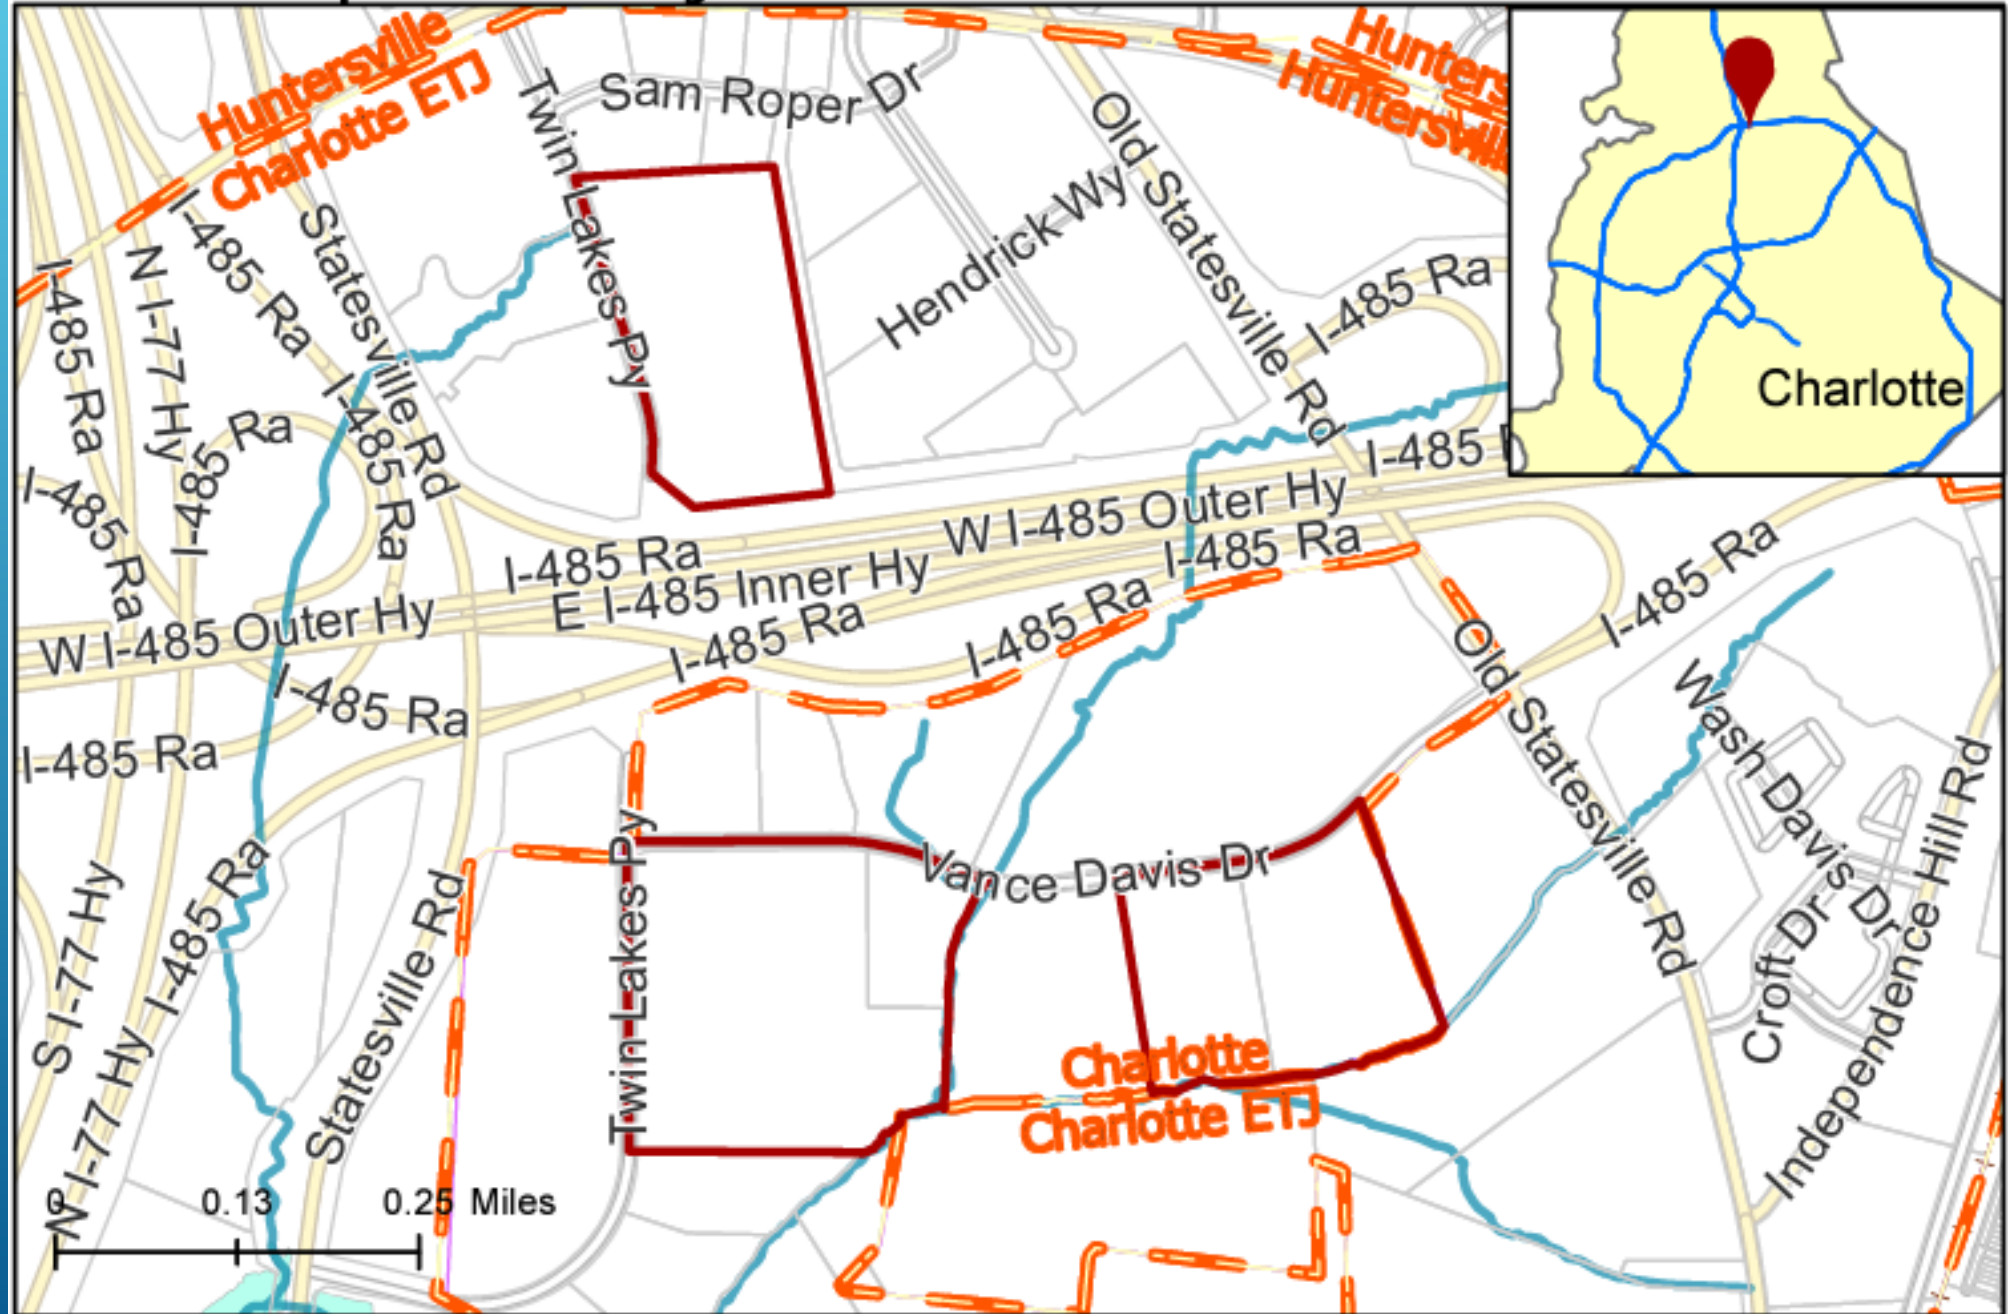 Huntersville
Charlotte ETJ
Sam Roper Dr
Twin Lakes Py
Old Statesville Rd
Hendrick Wy
I-485 Ra
N I-77 Hy
I-485 Ra
Statesville Rd
I-485 Ra
I-485 Ra
I-485 Ra
I-485 Ra
I-485 Ra
I-485
W I-485 Outer Hy
I-485 Ra
I-485 Ra
E I-485 Inner Hy
W I-485 Outer Hy
I-485 Ra
I-485 Ra
I-485 Ra
I-485 Ra
I-485 Ra
Charlotte
Old Statesville Rd
Wash Davis Dr
Vance Davis Dr
Twin Lakes Py
Statesville Rd
I-485 Ra
S I-77 Hy
N I-77 Hy
Croft Dr
Independence Hill Rd
Charlotte
Charlotte ETJ
0 0.13 0.25 Miles